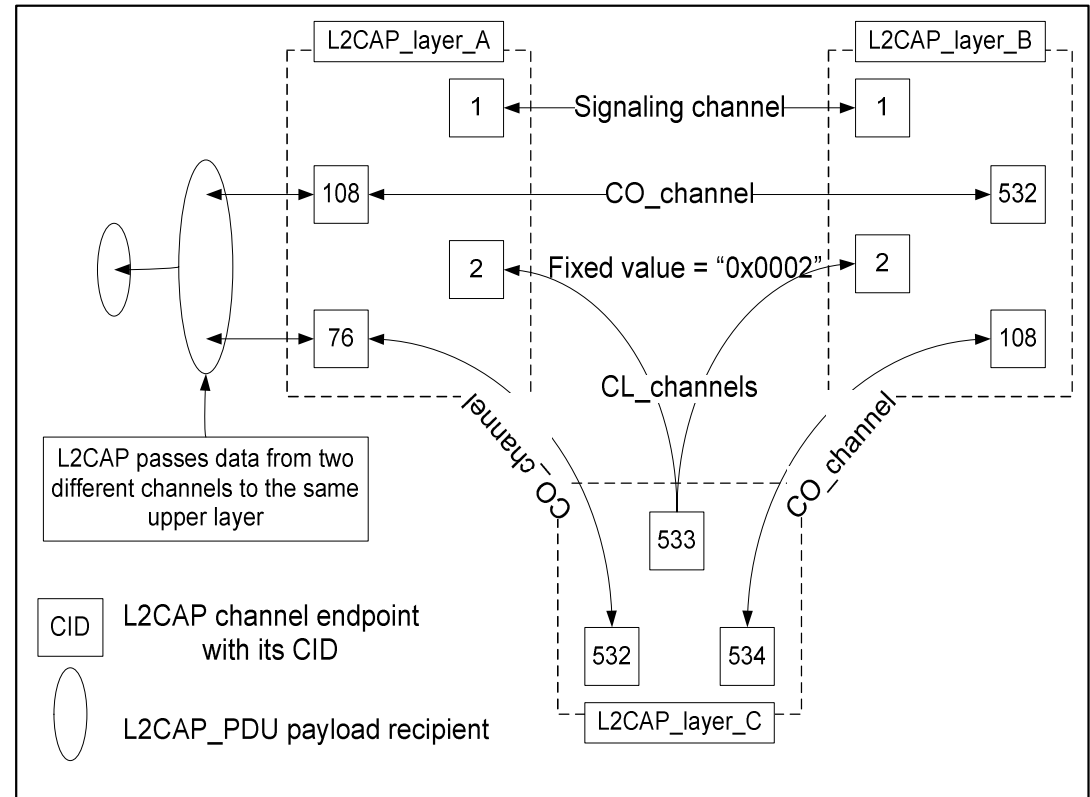 L2CAP_layer_A
L2CAP_layer_B
1
Signaling channel
1
108
CO_channel
532
2
Fixed value = “0x0002”
2
76
108
CL_channels
CO_channel
CO_channel
L2CAP passes data from two
different channels to the same
upper layer
533
CID
L2CAP channel endpoint
with its CID
532
534
L2CAP_layer_C
L2CAP_PDU payload recipient